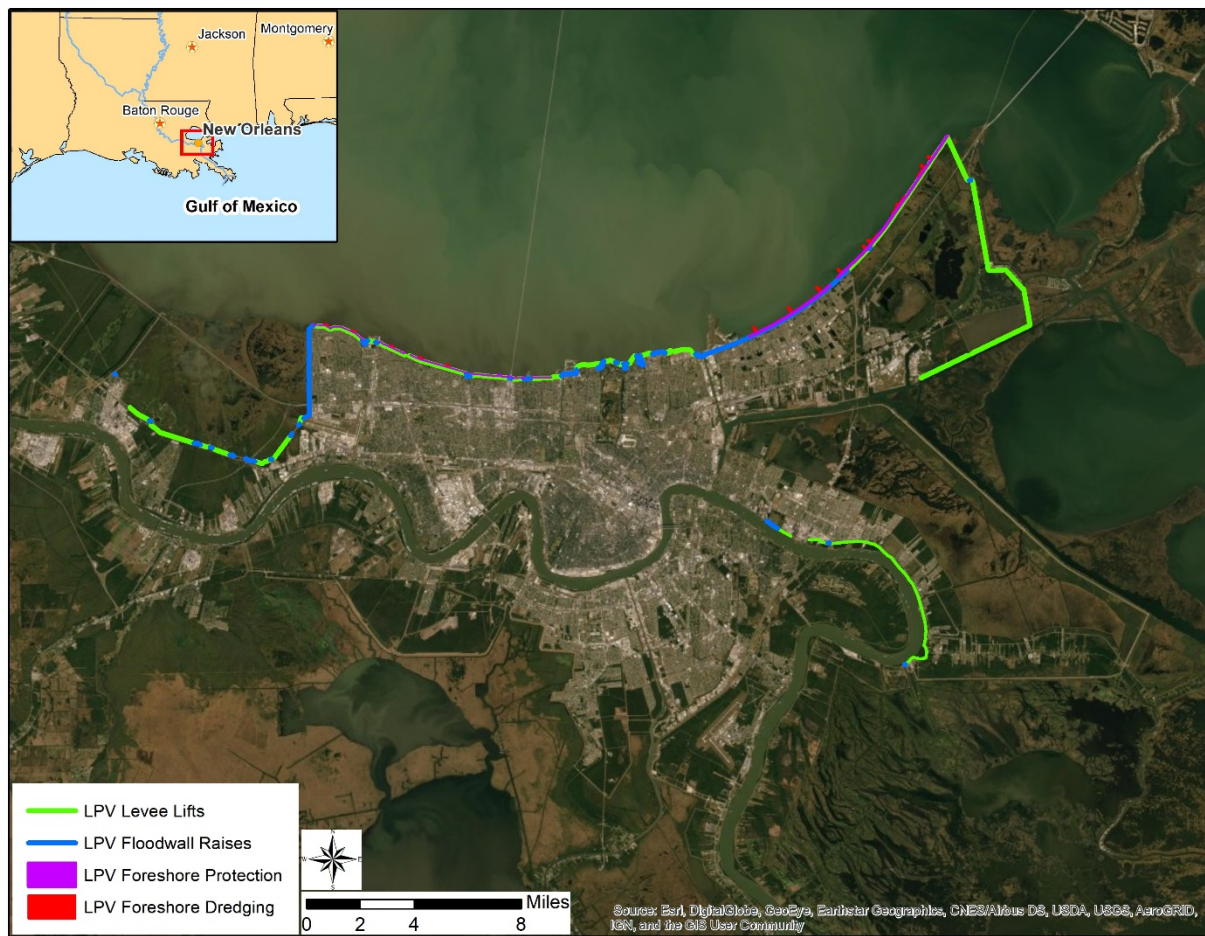 Jackson
Montgomery
Baton Rouge
New Orleans
Gulf of Mexico
LPV Levee Lifts
LPV Floodwall Raises
LPV Foreshore Protection
LPV Foreshore Dredging
N
W
E
S
Miles
0 2 4 8
Source: Esri, DigitalGlobe, GeoEye, Earthstar Geographics, CNES/Airbus DS, USDA, USGS, AeroGRID,
IGN, and the GIS User Community